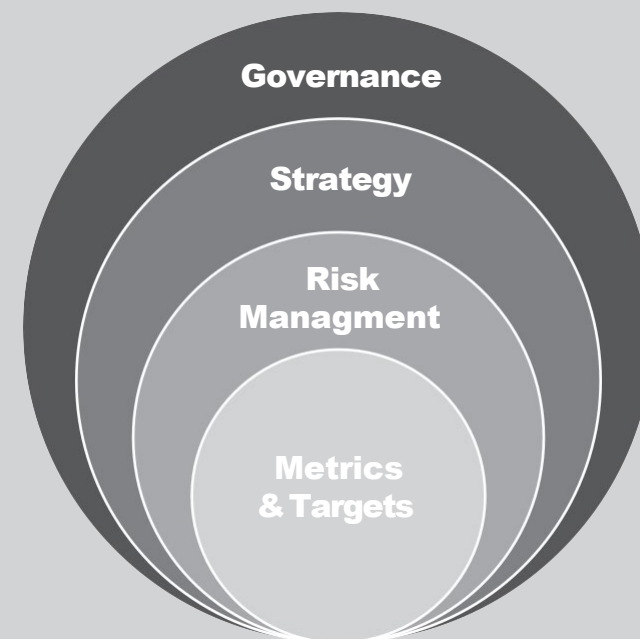 Governance
Strategy
Risk
Managment
Metrics
& Targets